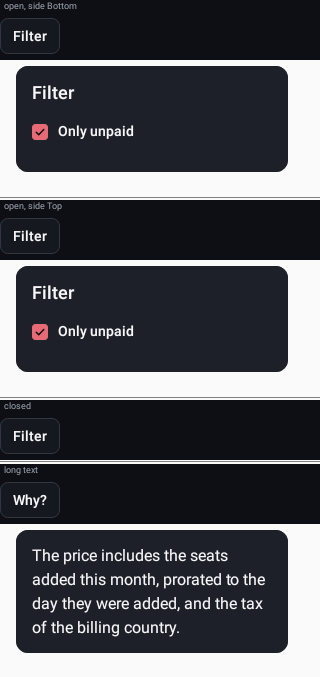 open, side Bottom
Filter
Filter
Only unpaid
open, side Top
Filter
Filter
Only unpaid
closed
Filter
long text
Why?
The price includes the seats
added this month, prorated to the
day they were added, and the tax
of the billing country.